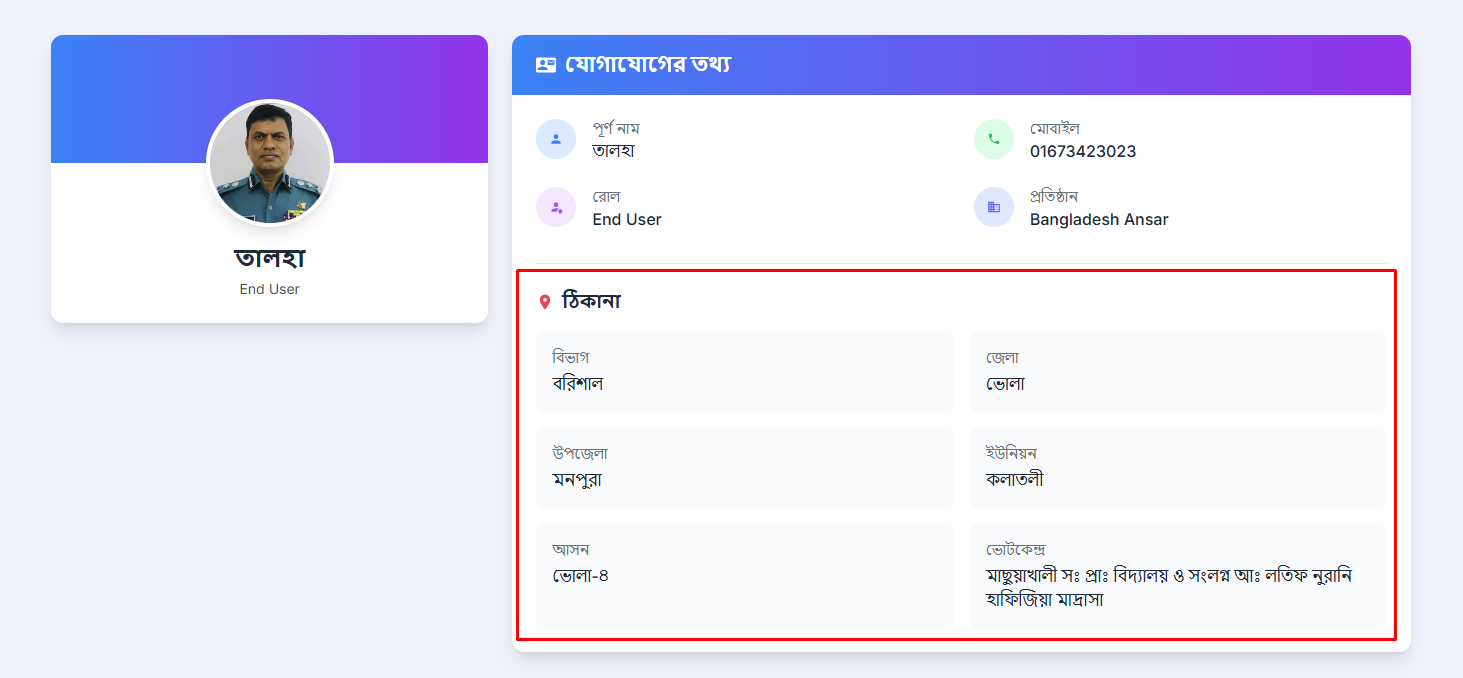 তালহা
End User
যোগাযোগের তথ্য
পূর্ণ নাম
তালহা
মোবাইল
01673423023
রোল
End User
প্রতিষ্ঠান
Bangladesh Ansar
ঠিকানা
বিভাগ
বরিশাল
জেলা
ভোলা
উপজেলা
মনপুরা
ইউনিয়ন
কলাতলী
আসন
ভোলা-৪
ভোটকেন্দ্র
মাছুয়াখালী সঃ প্রাঃ বিদ্যালয় ও সংলগ্ন আঃ লতিফ নুরানি
হাফিজিয়া মাদ্রাসা